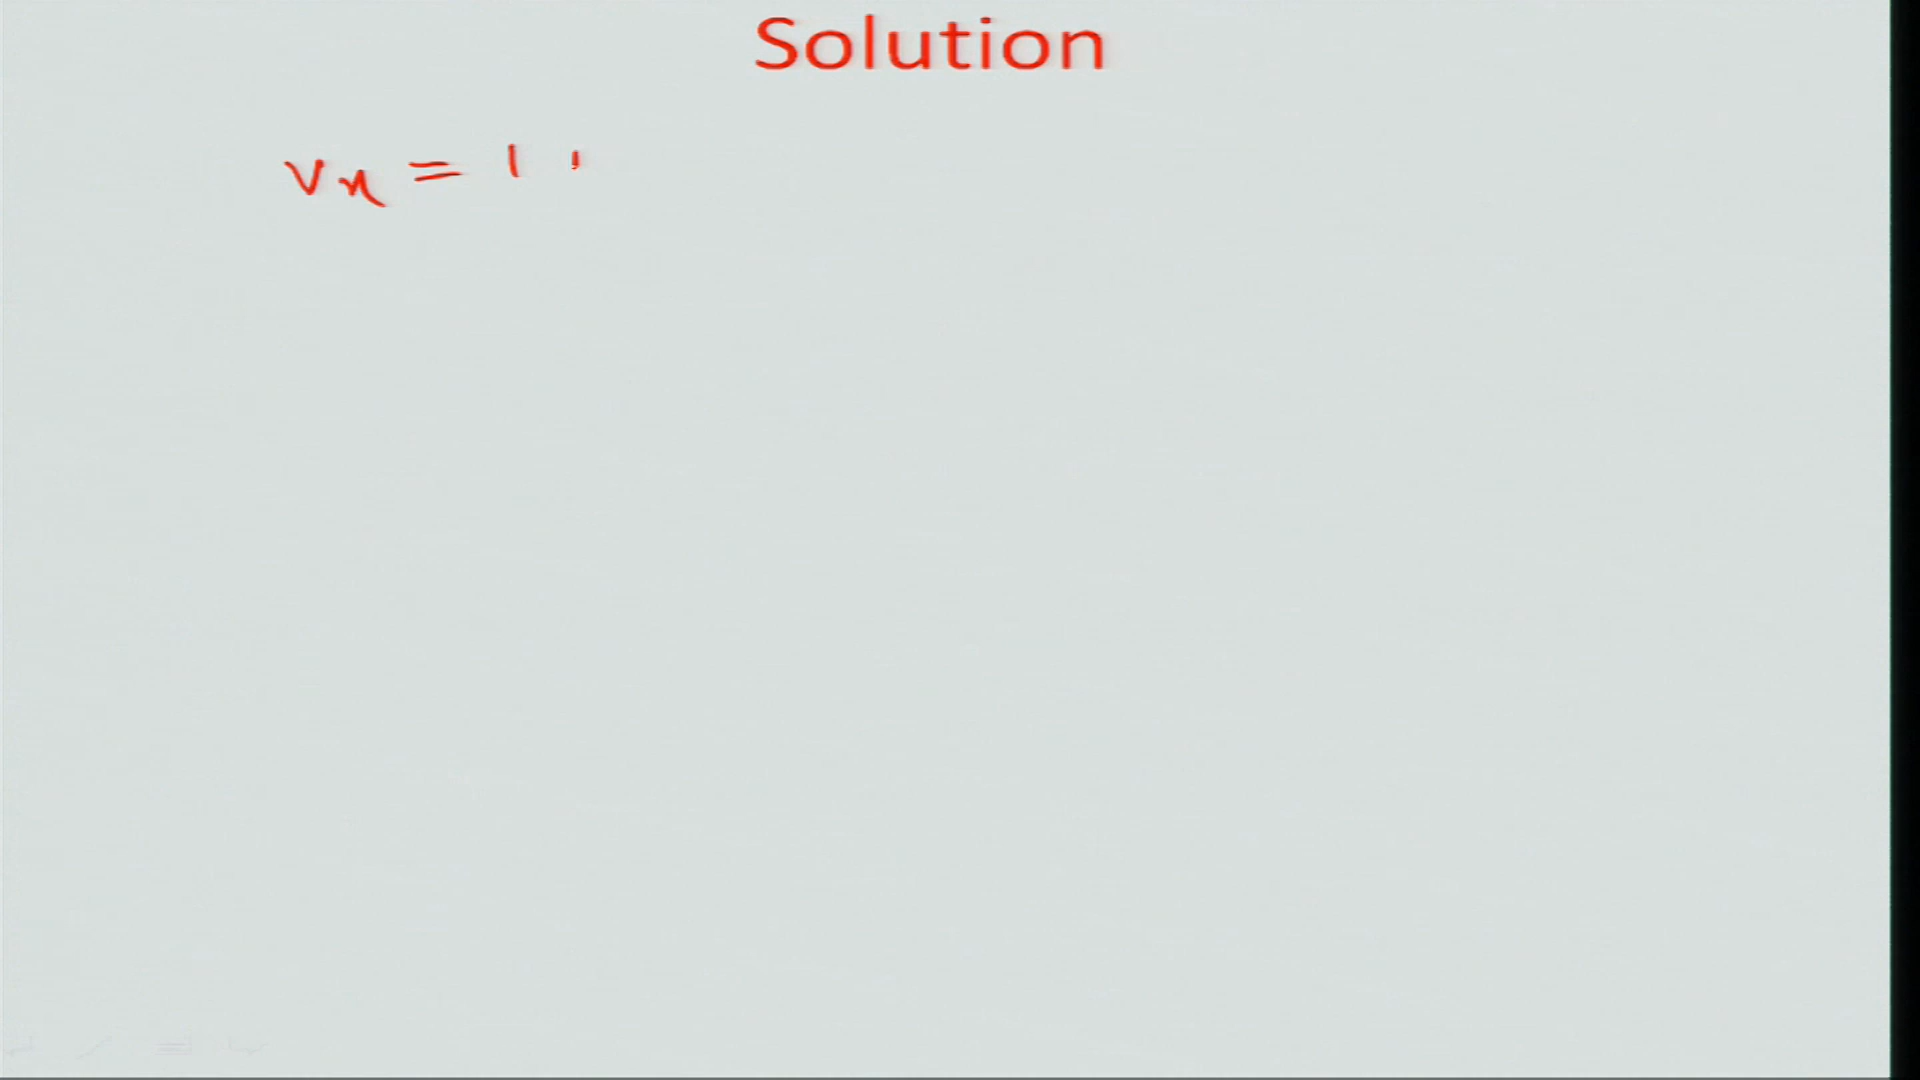 Solution
vx = 1